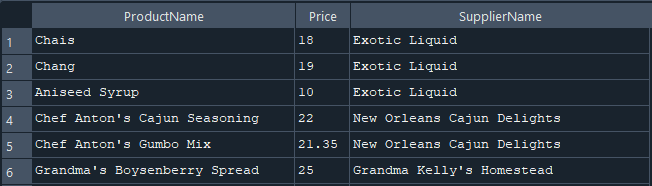 ProductName Price SupplierName
1 Chais 18 Exotic Liquid
2 Chang 19 Exotic Liquid
3 Aniseed Syrup 10 Exotic Liquid
4 Chef Anton's Cajun Seasoning 22 New Orleans Cajun Delights
5 Chef Anton's Gumbo Mix 21.35 New Orleans Cajun Delights
6 Grandma's Boysenberry Spread 25 Grandma Kelly's Homestead